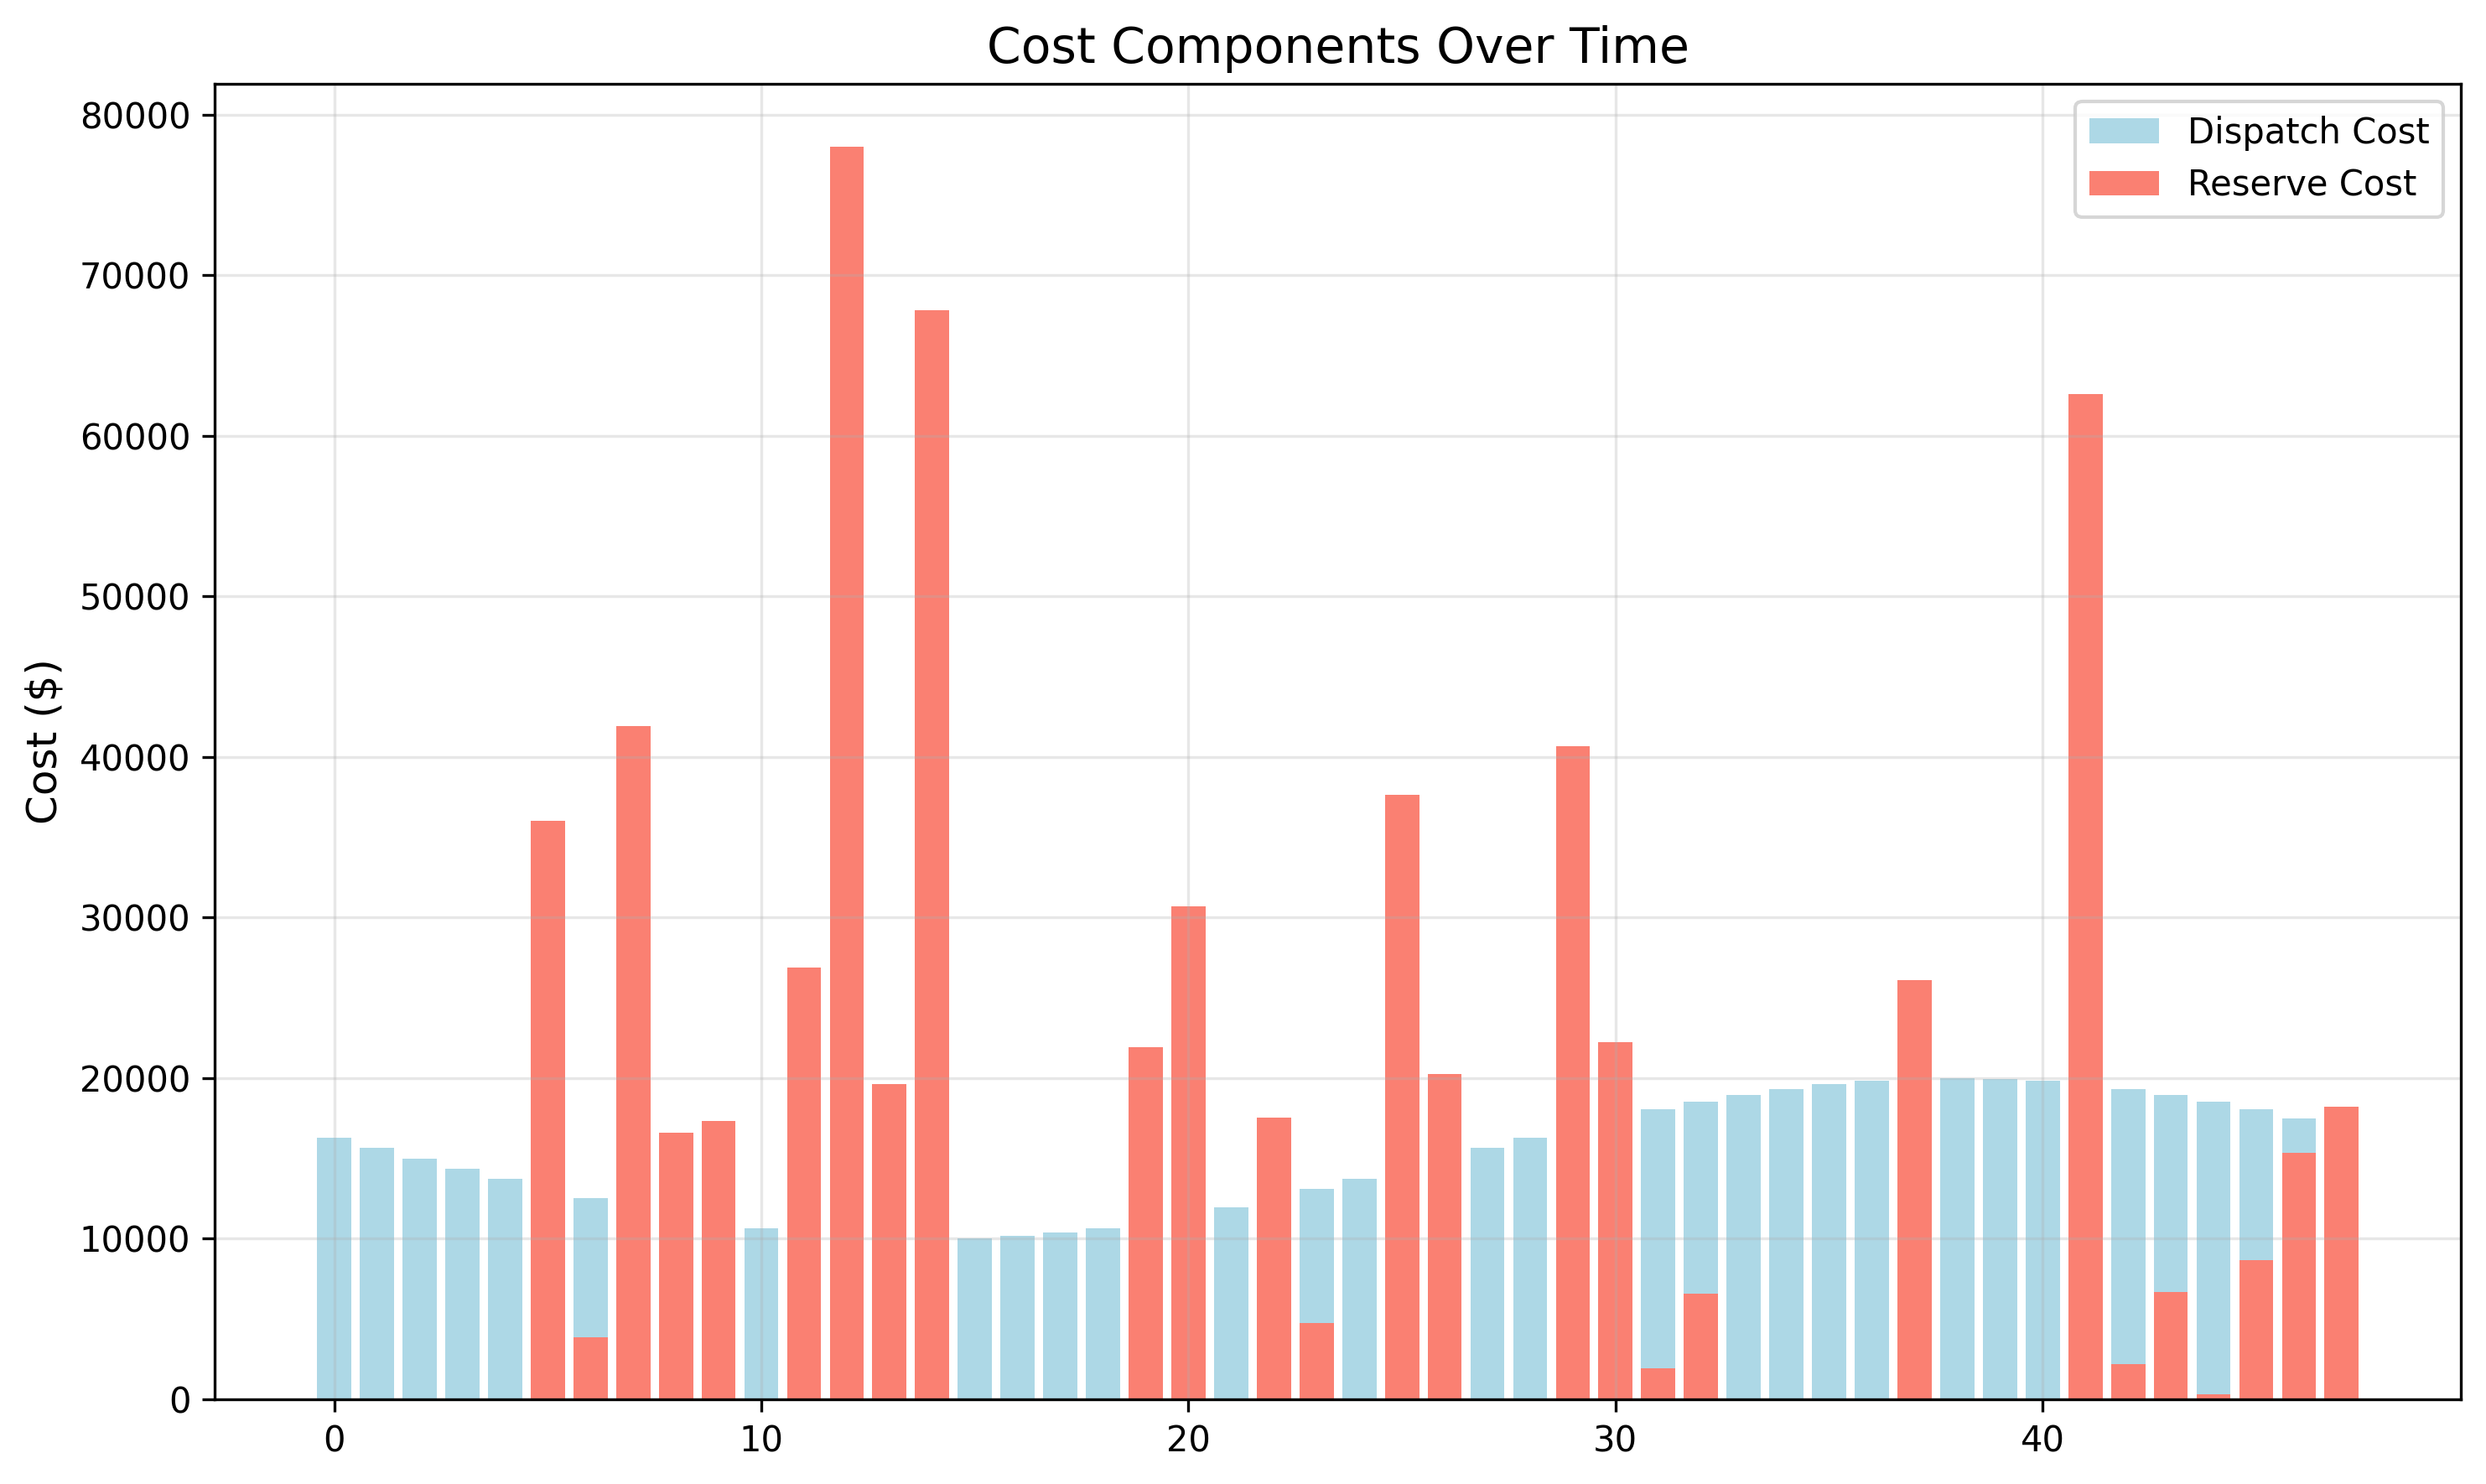 Cost Components Over Time
Dispatch Cost
Reserve Cost
Cost ($)
80000
70000
60000
50000
40000
30000
20000
10000
0
0 10 20 30 40